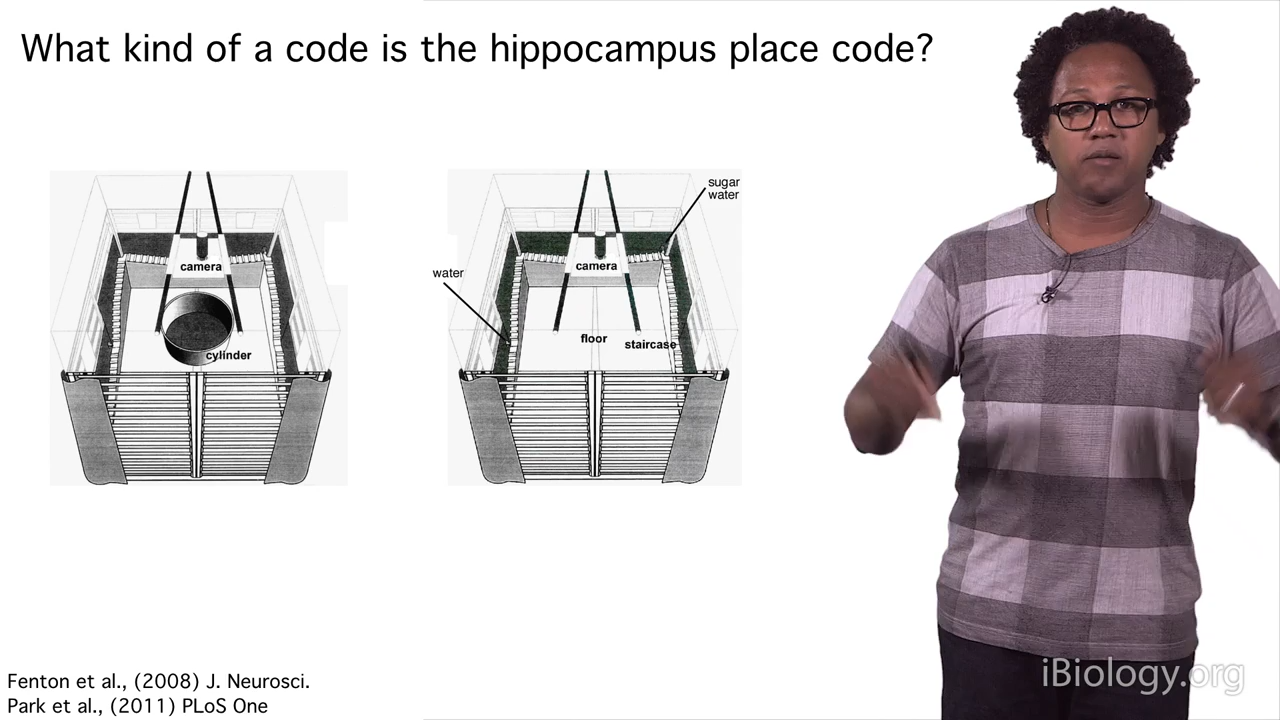 What kind of a code is the hippocampus place code?
camera
cylinder
sugar
water
water
camera
floor
staircase
Fenton et al., (2008) J. Neurosci.
Park et al., (2011) PLoS One
iBiology.org